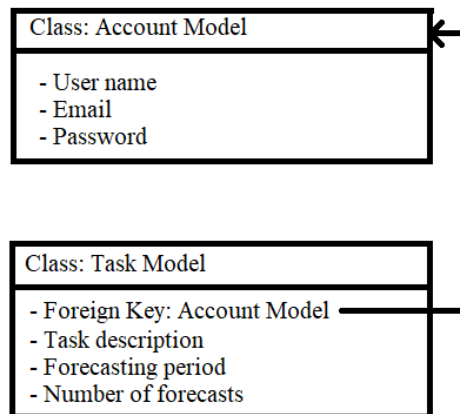 Class: Account Model
- User name
- Email
- Password
Class: Task Model
- Foreign Key: Account Model
- Task description
- Forecasting period
- Number of forecasts